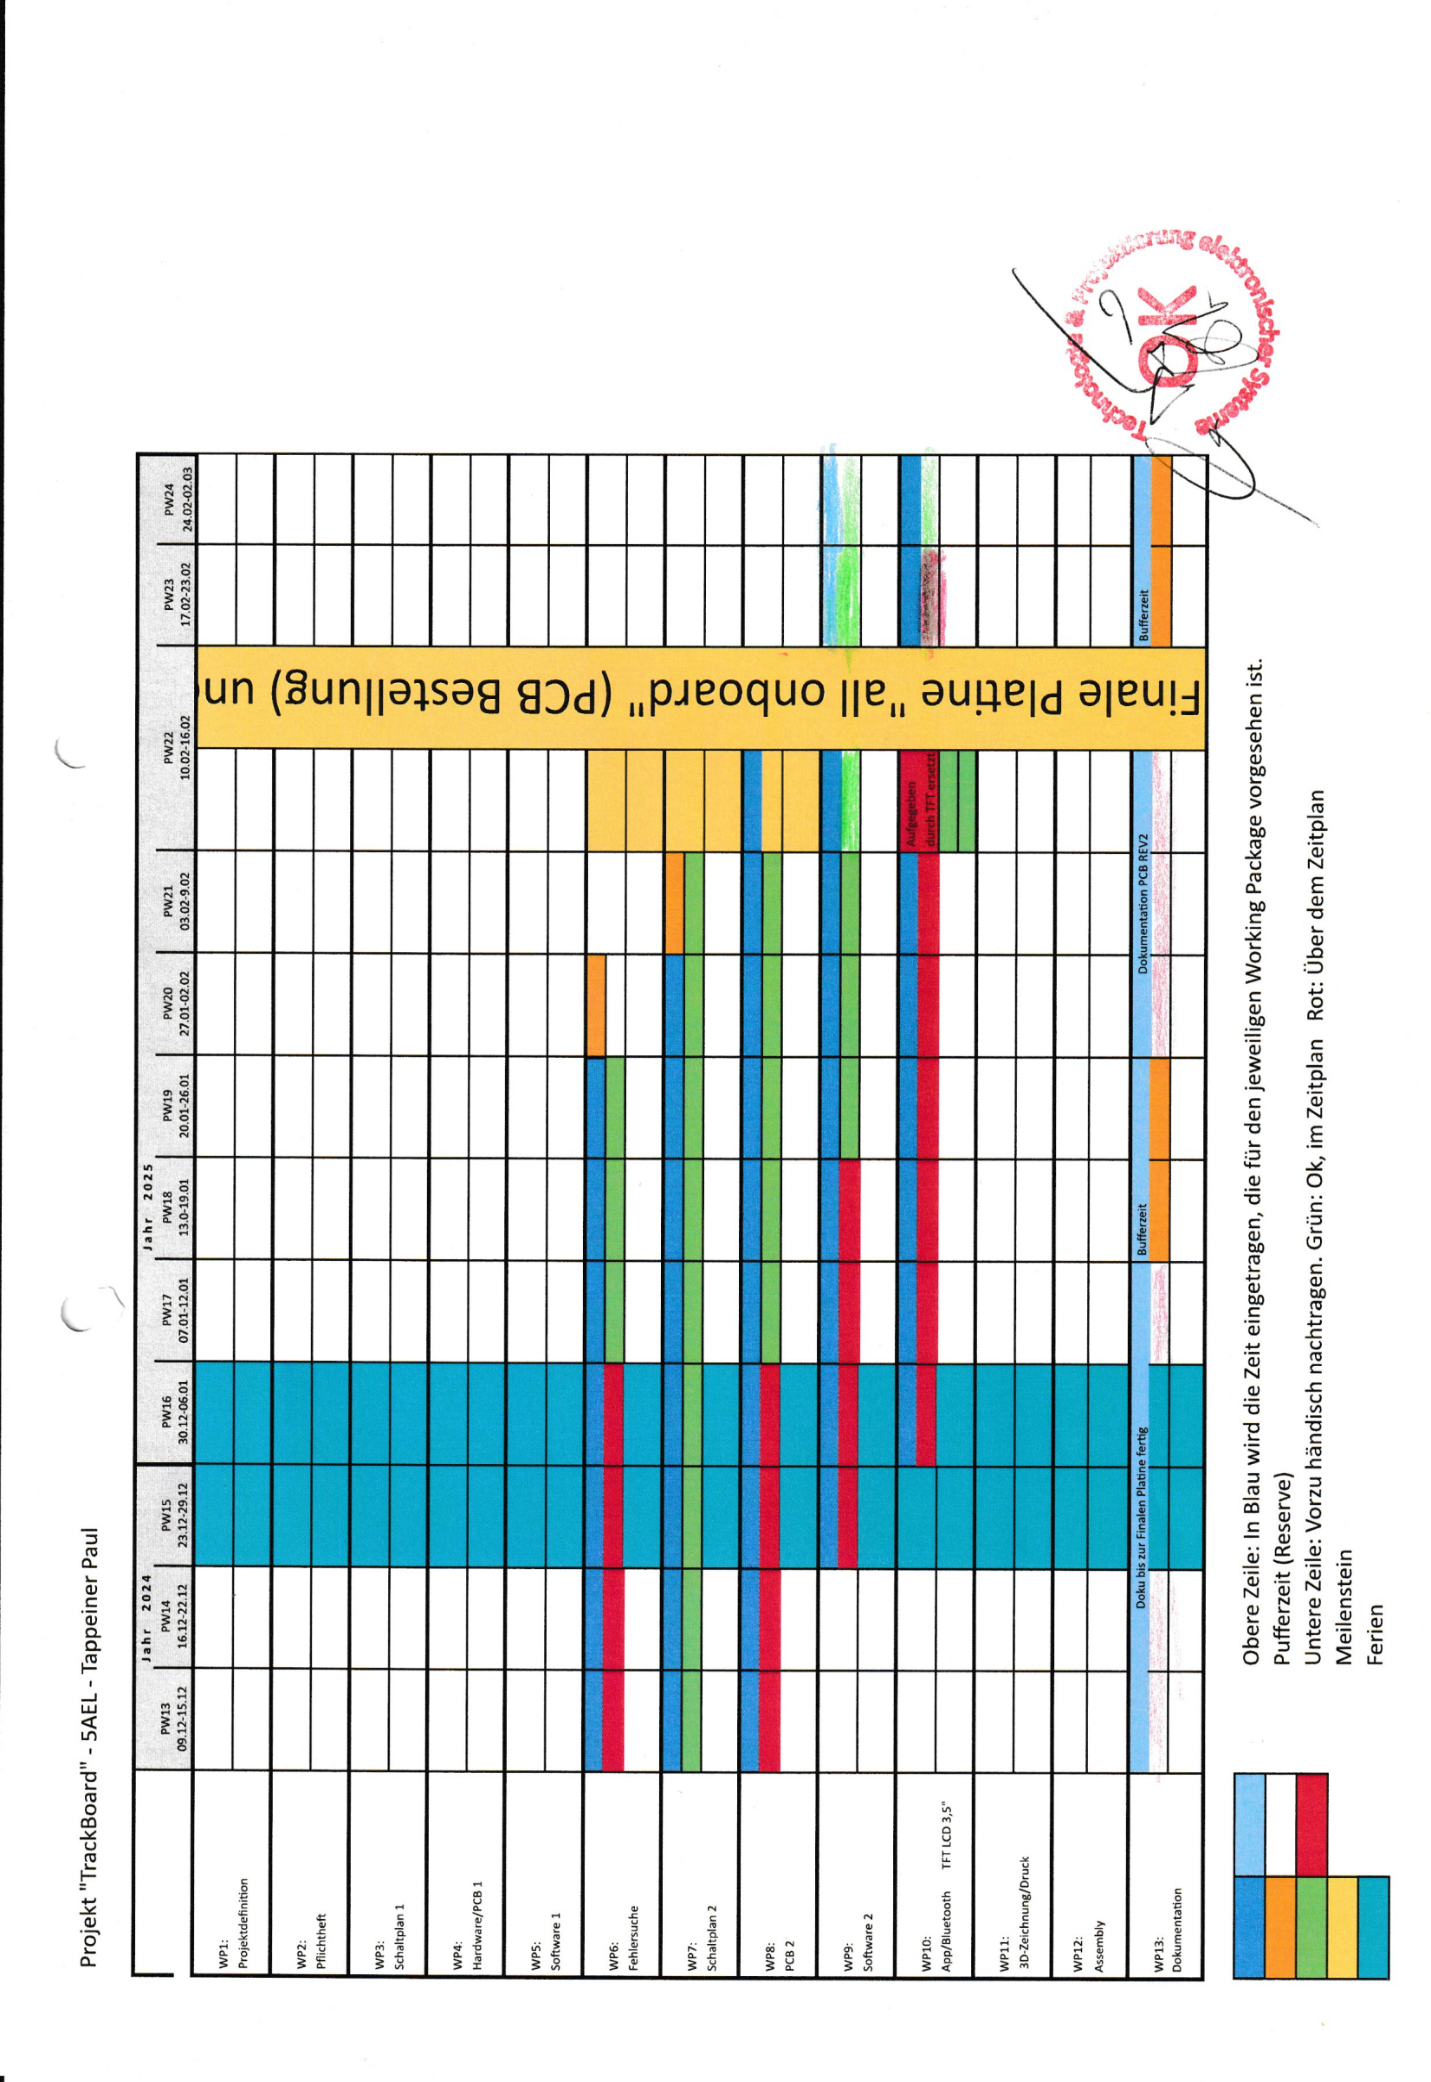 Projekt "TrackBoard" - 5AEL - Tappeiner Paul
Jahr 2024
Jahr 2025
PW13
09.12-15.12
PW14
16.12-22.12
PW15
23.12-29.12
PW16
30.12-06.01
PW17
07.01-12.01
PW18
13.0-19.01
PW19
20.01-26.01
PW20
27.01-02.02
PW21
03.02-9.02
PW22
10.02-16.02
PW23
17.02-23.02
PW24
24.02-02.03
WP1:
Projektdefinition
WP2:
Pflichtheft
WP3:
Schaltplan 1
WP4:
Hardware/PCB 1
WP5:
Software 1
WP6:
Fehlersuche
WP7:
Schaltplan 2
WP8:
PCB 2
WP9:
Software 2
WP10:
App/Bluetooth TFT LCD 3,5"
Aufgegeben
durch TFT ersetzt
WP11:
3D-Zeichnung/Druck
WP12:
Assembly
WP13:
Dokumentation
Doku bis zur Finalen Platine fertig
Bufferzeit
Dokumentation PCB REV2
Bufferzeit
Finale Platine "all onboard" (PCB Bestellung) un
Technologie & Projektierung elektronischer Systeme
OK
Obere Zeile: In Blau wird die Zeit eingetragen, die für den jeweiligen Working Package vorgesehen ist.
Pufferzeit (Reserve)
Untere Zeile: Vorzu händisch nachtragen. Grün: Ok, im Zeitplan Rot: Über dem Zeitplan
Meilenstein
Ferien